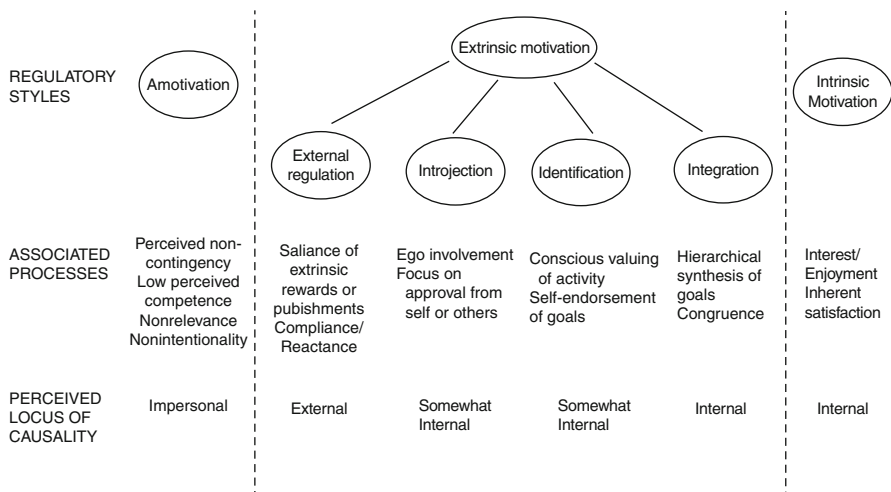 Extrinsic motivation
REGULATORY
STYLES
Amotivation
Intrinsic
Motivation
External
regulation
Introjection
Identification
Integration
ASSOCIATED
PROCESSES
Perceived non-
contingency
Low perceived
competence
Nonrelevance
Nonintentionality
Saliance of
extrinsic
rewards or
pubishments
Compliance/
Reactance
Ego involvement
Focus on
approval from
self or others
Conscious valuing
of activity
Self-endorsement
of goals
Hierarchical
synthesis of
goals
Congruence
Interest/
Enjoyment
Inherent
satisfaction
PERCEIVED
LOCUS OF
CAUSALITY
Impersonal
External
Somewhat
Internal
Somewhat
Internal
Internal
Internal